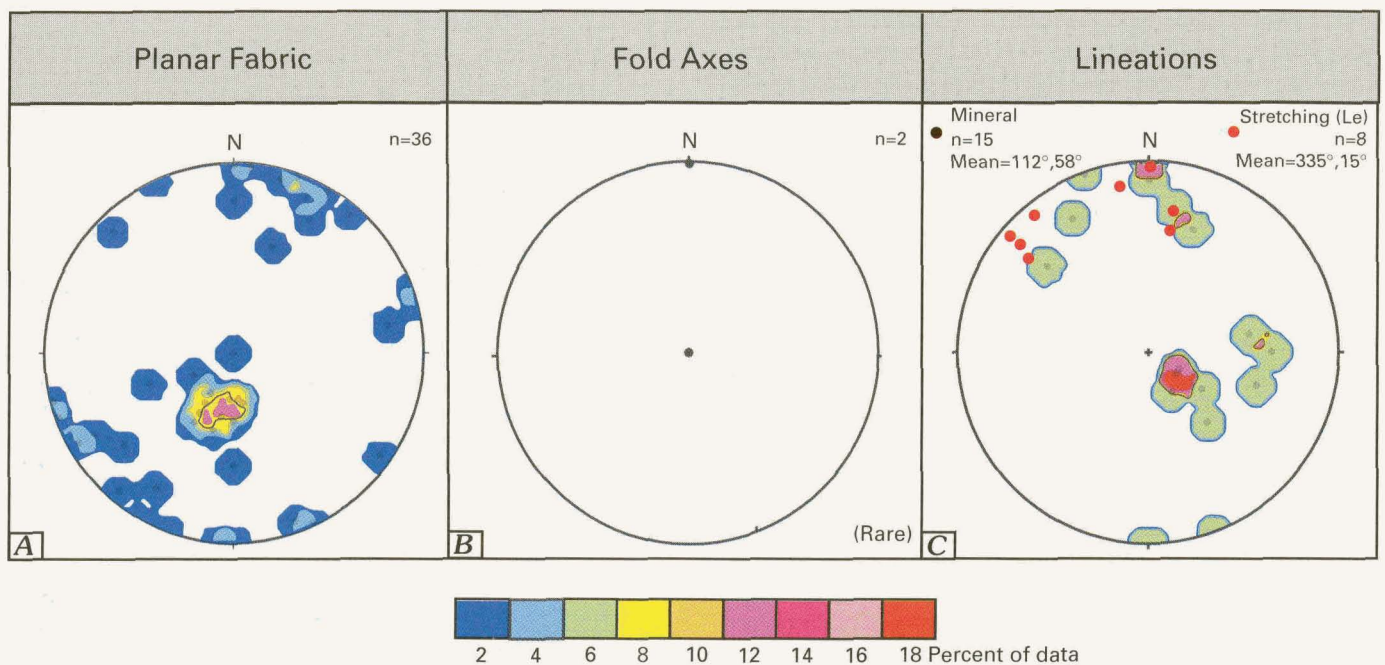 Planar Fabric
Fold Axes
Lineations
N
n=36
A
N
n=2
(Rare)
B
Mineral
n=15
Mean=112°,58°
N
Stretching (Le)
n=8
Mean=335°,15°
C
2 4 6 8 10 12 14 16 18 Percent of data